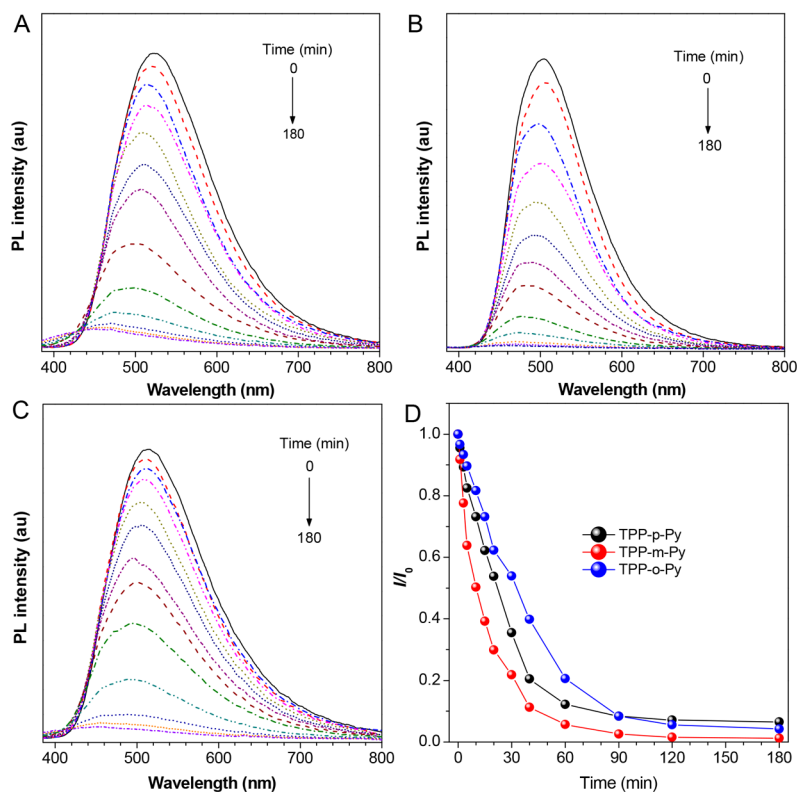 A
Time (min)
0
180
PL intensity (au)
400 500 600 700 800
Wavelength (nm)
B
Time (min)
0
180
PL intensity (au)
400 500 600 700 800
Wavelength (nm)
C
Time (min)
0
180
PL intensity (au)
400 500 600 700 800
Wavelength (nm)
D
1.0
0.8
0.6
0.4
0.2
0.0
I/I0
TPP-p-Py
TPP-m-Py
TPP-o-Py
0 30 60 90 120 150 180
Time (min)